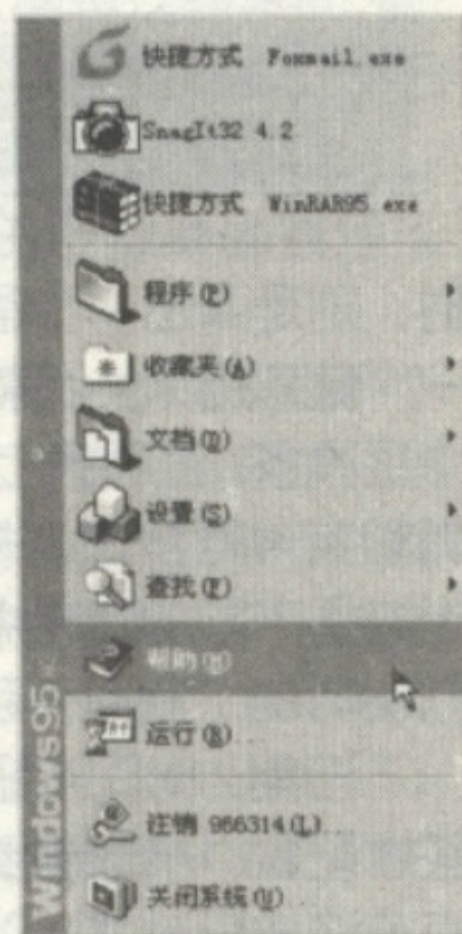 快捷方式 Foxmail.exe
SnagIt32 4.2
快捷方式 WinRAR95.exe
程序(P)
收藏夹(A)
文档(D)
设置(S)
查找(F)
帮助(H)
运行(R)...
注销 966314(L)...
关闭系统(U)...
Windows95